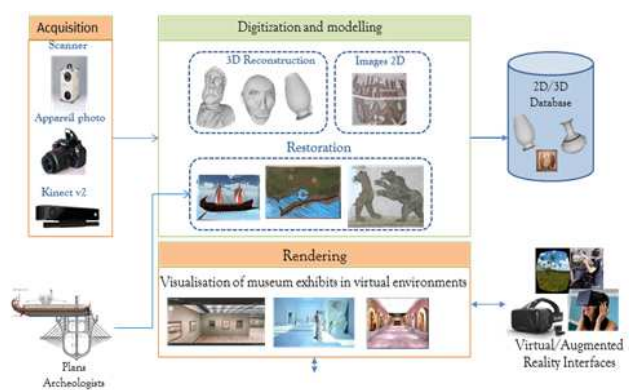 Acquisition
Scanner
Appareil photo
Kinect v2
Digitization and modelling
3D Reconstruction
Images 2D
Restoration
2D/3D
Database
Rendering
Visualisation of museum exhibits in virtual environments
Plans
Archeologists
Virtual/Augmented
Reality Interfaces